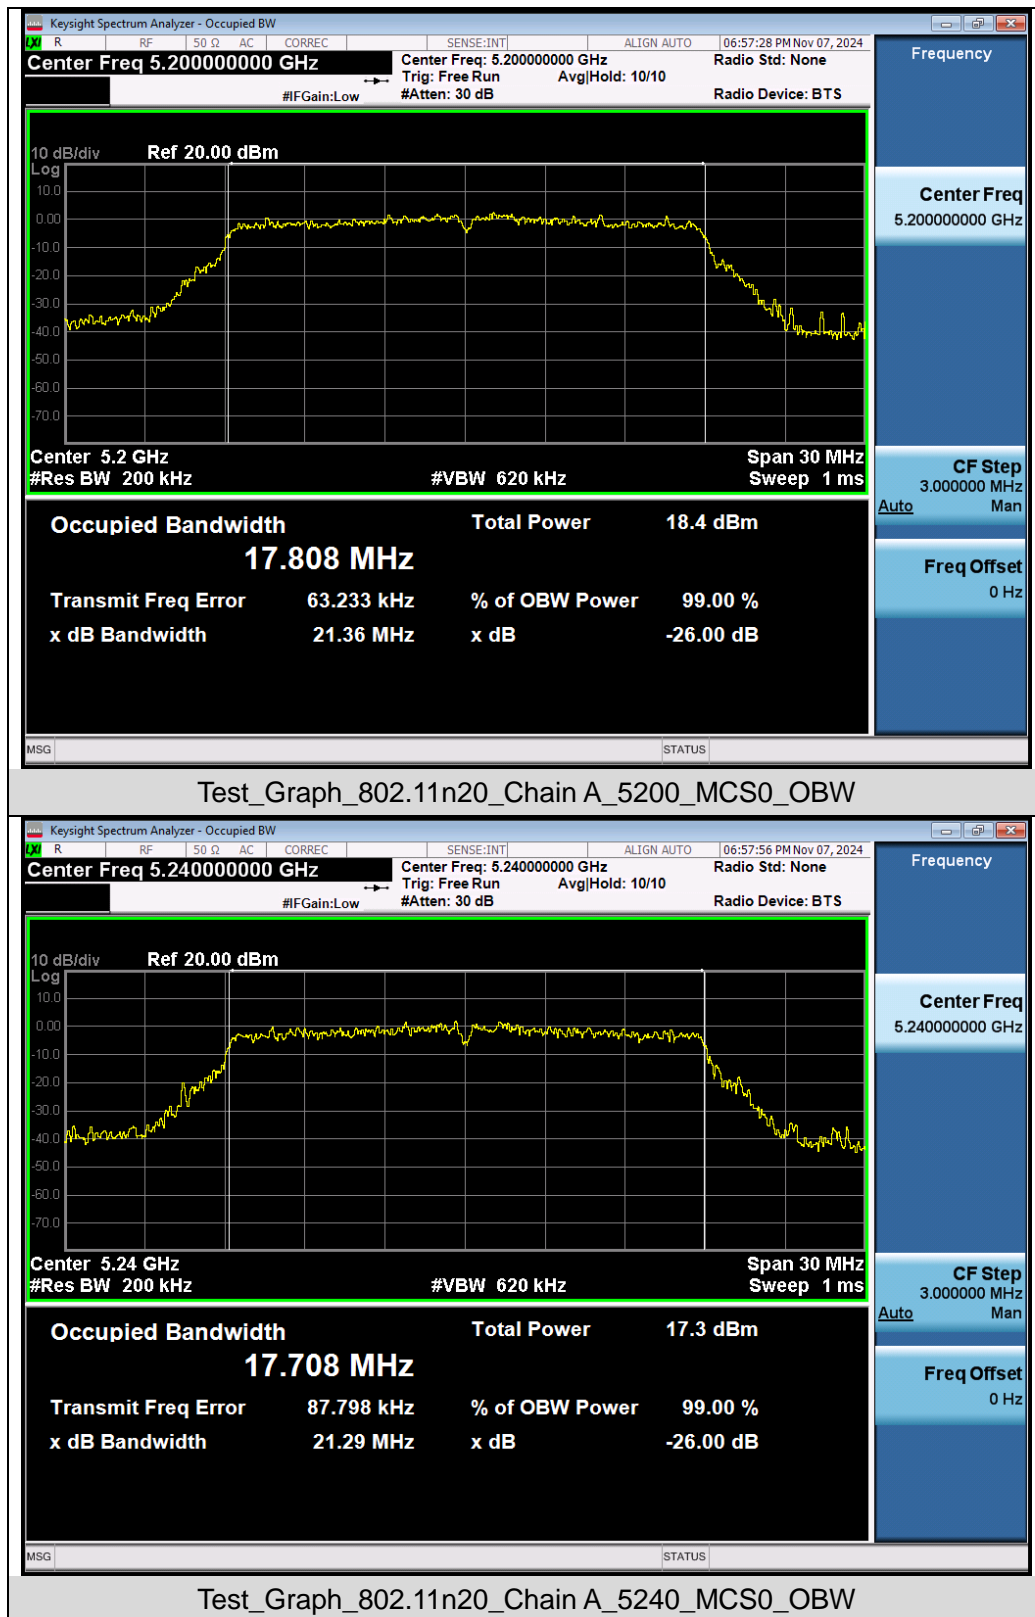 Keysight Spectrum Analyzer - Occupied BW
LXI R RF 50 Ω AC CORREC SENSE:INT ALIGN AUTO 06:57:28 PM Nov 07, 2024
Center Freq 5.200000000 GHz
Center Freq: 5.200000000 GHz
Radio Std: None
Trig: Free Run Avg|Hold: 10/10
#IFGain:Low
#Atten: 30 dB
Radio Device: BTS
Frequency
10 dB/div Ref 20.00 dBm
Log
10.0
0.00
-10.0
-20.0
-30.0
-40.0
-50.0
-60.0
-70.0
Center Freq
5.200000000 GHz
Center 5.2 GHz Span 30 MHz
#Res BW 200 kHz #VBW 620 kHz Sweep 1 ms
CF Step
3.000000 MHz
Auto Man
Freq Offset
0 Hz
Occupied Bandwidth Total Power 18.4 dBm
17.808 MHz
Transmit Freq Error 63.233 kHz % of OBW Power 99.00 %
x dB Bandwidth 21.36 MHz x dB -26.00 dB
MSG STATUS
Test_Graph_802.11n20_Chain A_5200_MCS0_OBW
Keysight Spectrum Analyzer - Occupied BW
LXI R RF 50 Ω AC CORREC SENSE:INT ALIGN AUTO 06:57:56 PM Nov 07, 2024
Center Freq 5.240000000 GHz
Center Freq: 5.240000000 GHz
Radio Std: None
Trig: Free Run Avg|Hold: 10/10
#IFGain:Low
#Atten: 30 dB
Radio Device: BTS
Frequency
10 dB/div Ref 20.00 dBm
Log
10.0
0.00
-10.0
-20.0
-30.0
-40.0
-50.0
-60.0
-70.0
Center Freq
5.240000000 GHz
Center 5.24 GHz Span 30 MHz
#Res BW 200 kHz #VBW 620 kHz Sweep 1 ms
CF Step
3.000000 MHz
Auto Man
Freq Offset
0 Hz
Occupied Bandwidth Total Power 17.3 dBm
17.708 MHz
Transmit Freq Error 87.798 kHz % of OBW Power 99.00 %
x dB Bandwidth 21.29 MHz x dB -26.00 dB
MSG STATUS
Test_Graph_802.11n20_Chain A_5240_MCS0_OBW